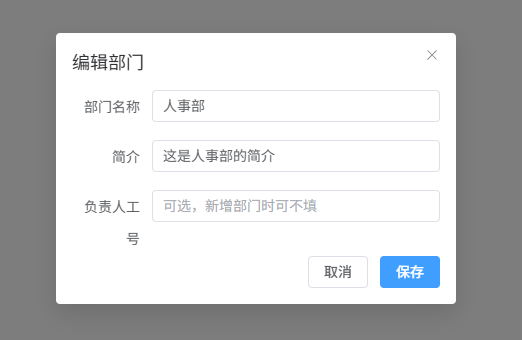 编辑部门
部门名称 人事部
简介 这是人事部的简介
负责人工号 可选，新增部门时可不填
取消 保存